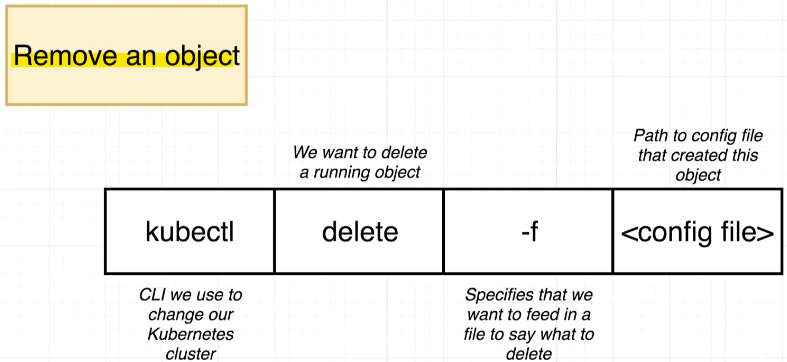 Remove an object
We want to delete
a running object
Path to config file
that created this
object
kubectl
delete
-f
<config file>
CLI we use to
change our
Kubernetes
cluster
Specifies that we
want to feed in a
file to say what to
delete